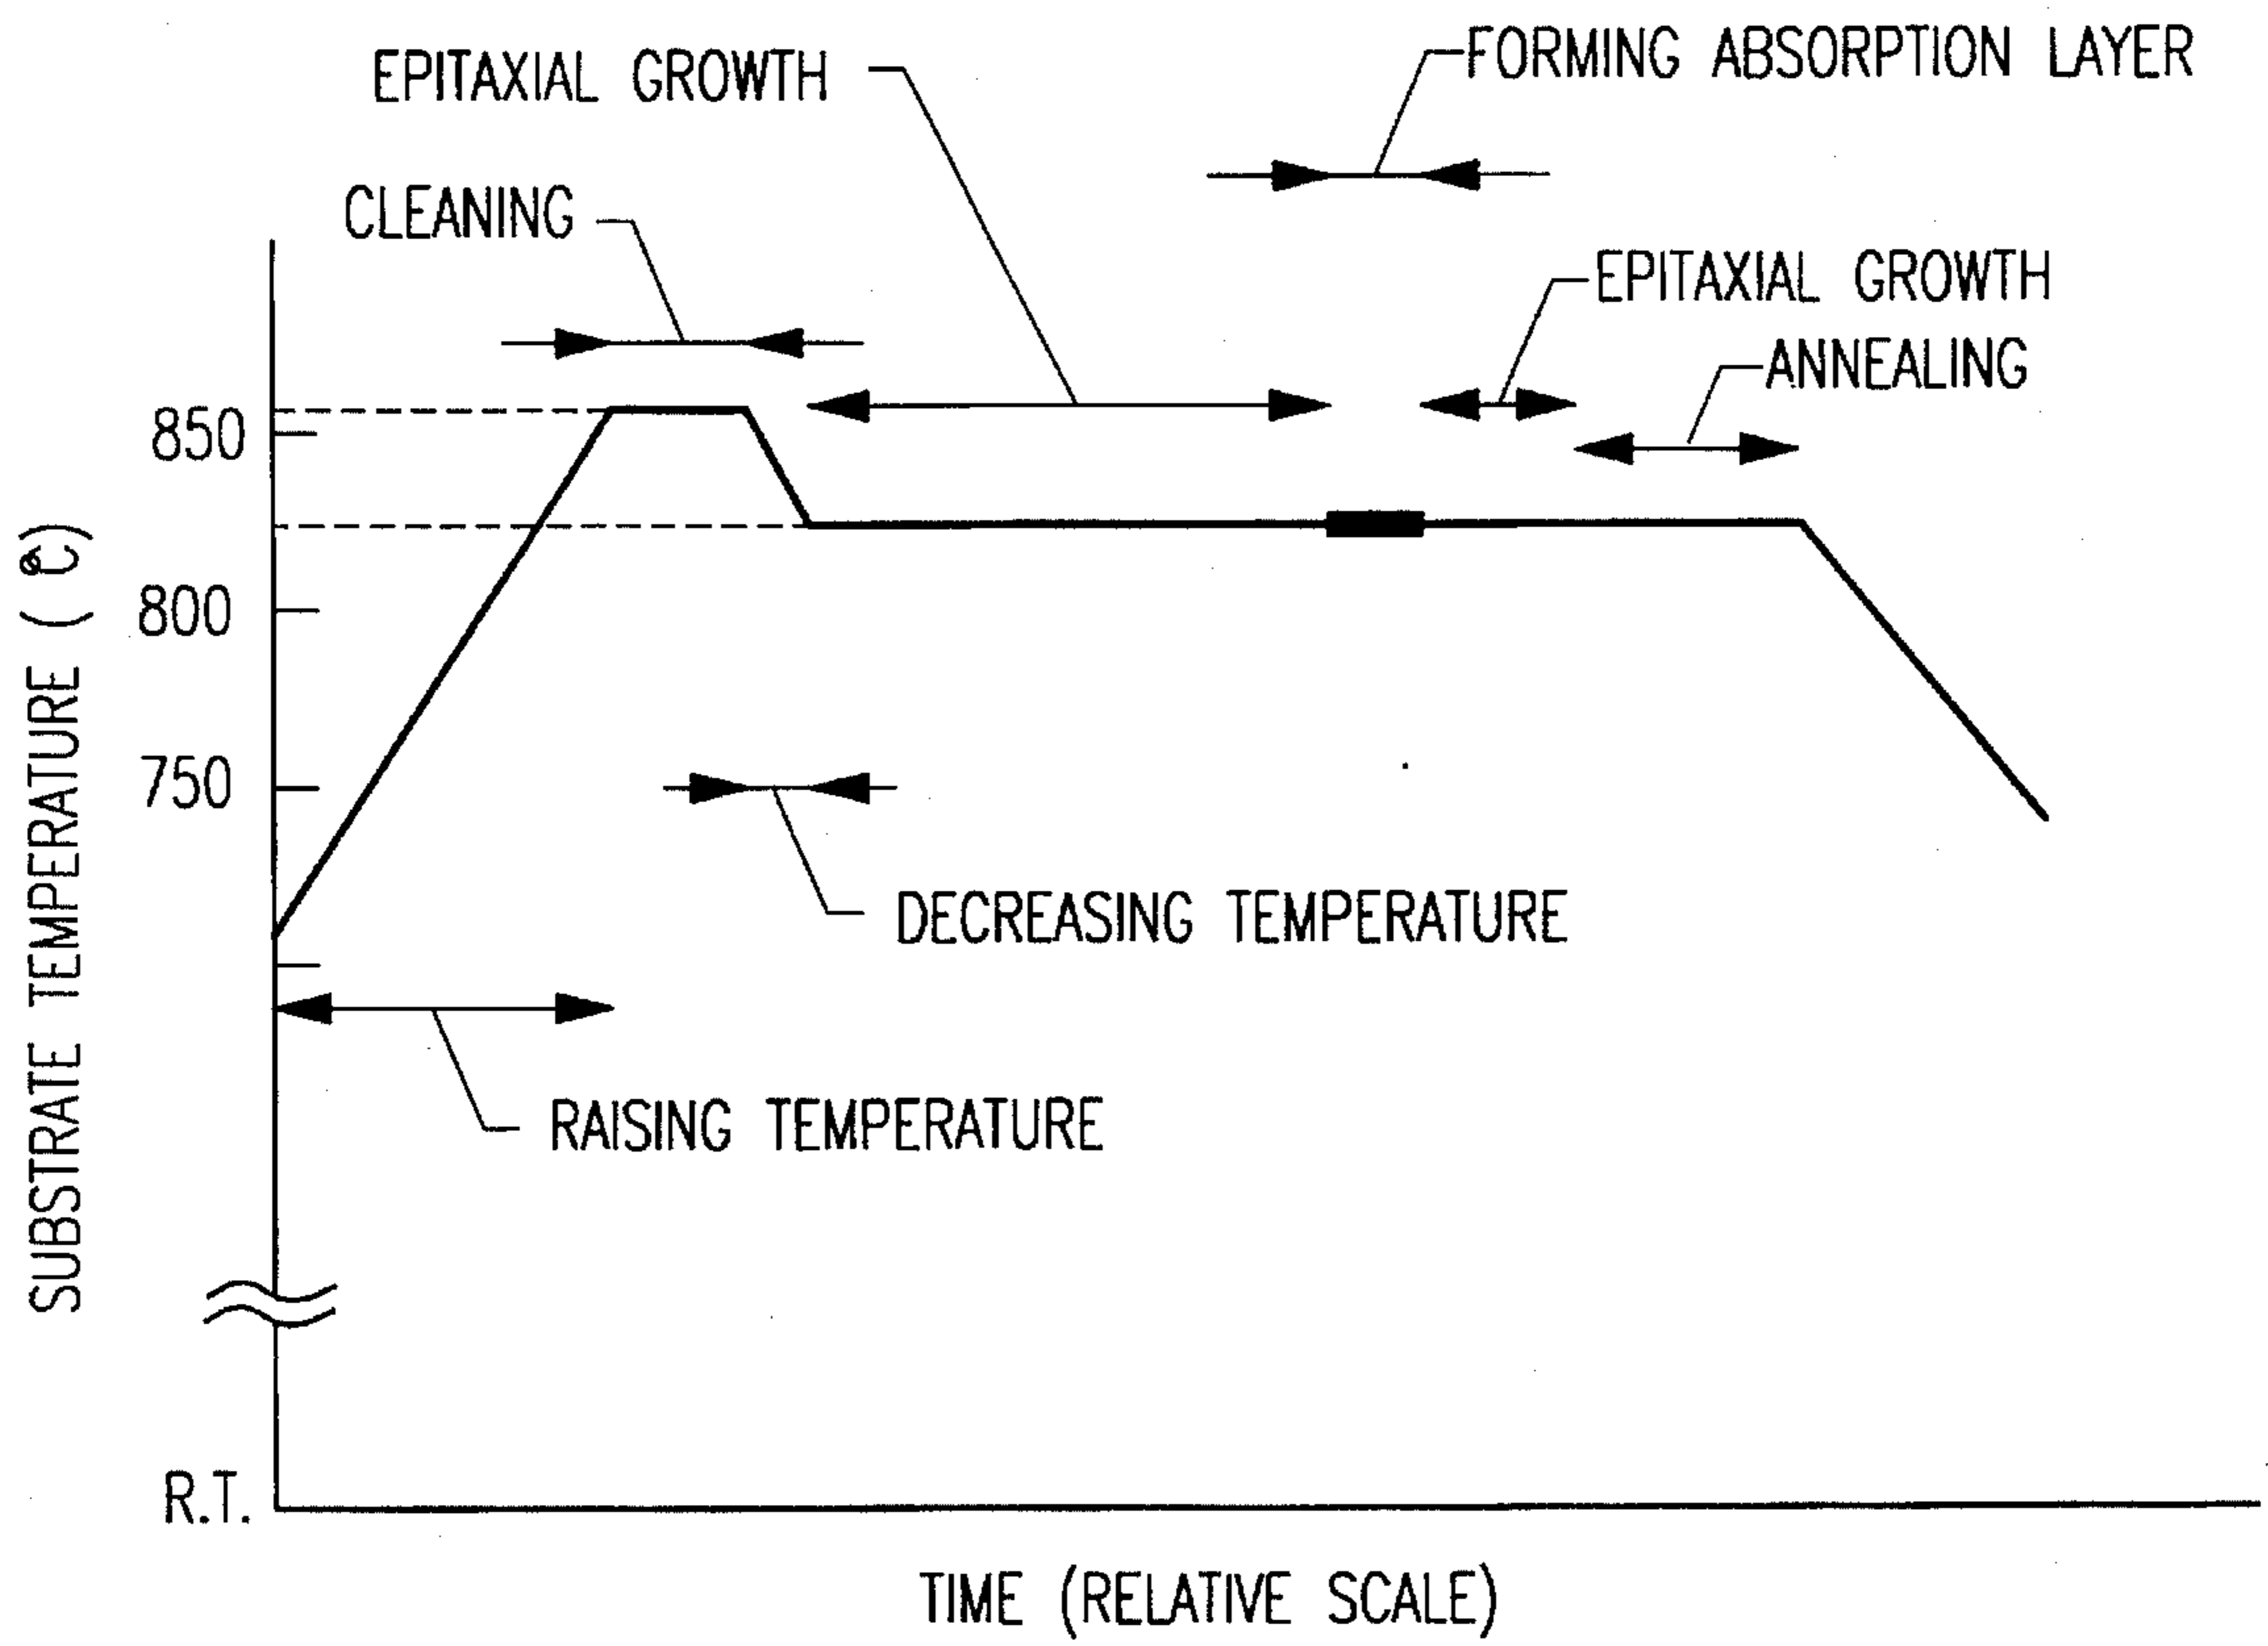 FORMING ABSORPTION LAYER
EPITAXIAL GROWTH
CLEANING
EPITAXIAL GROWTH
ANNEALING
850
800
750
SUBSTRATE TEMPERATURE (°C)
DECREASING TEMPERATURE
RAISING TEMPERATURE
R.T.
TIME (RELATIVE SCALE)